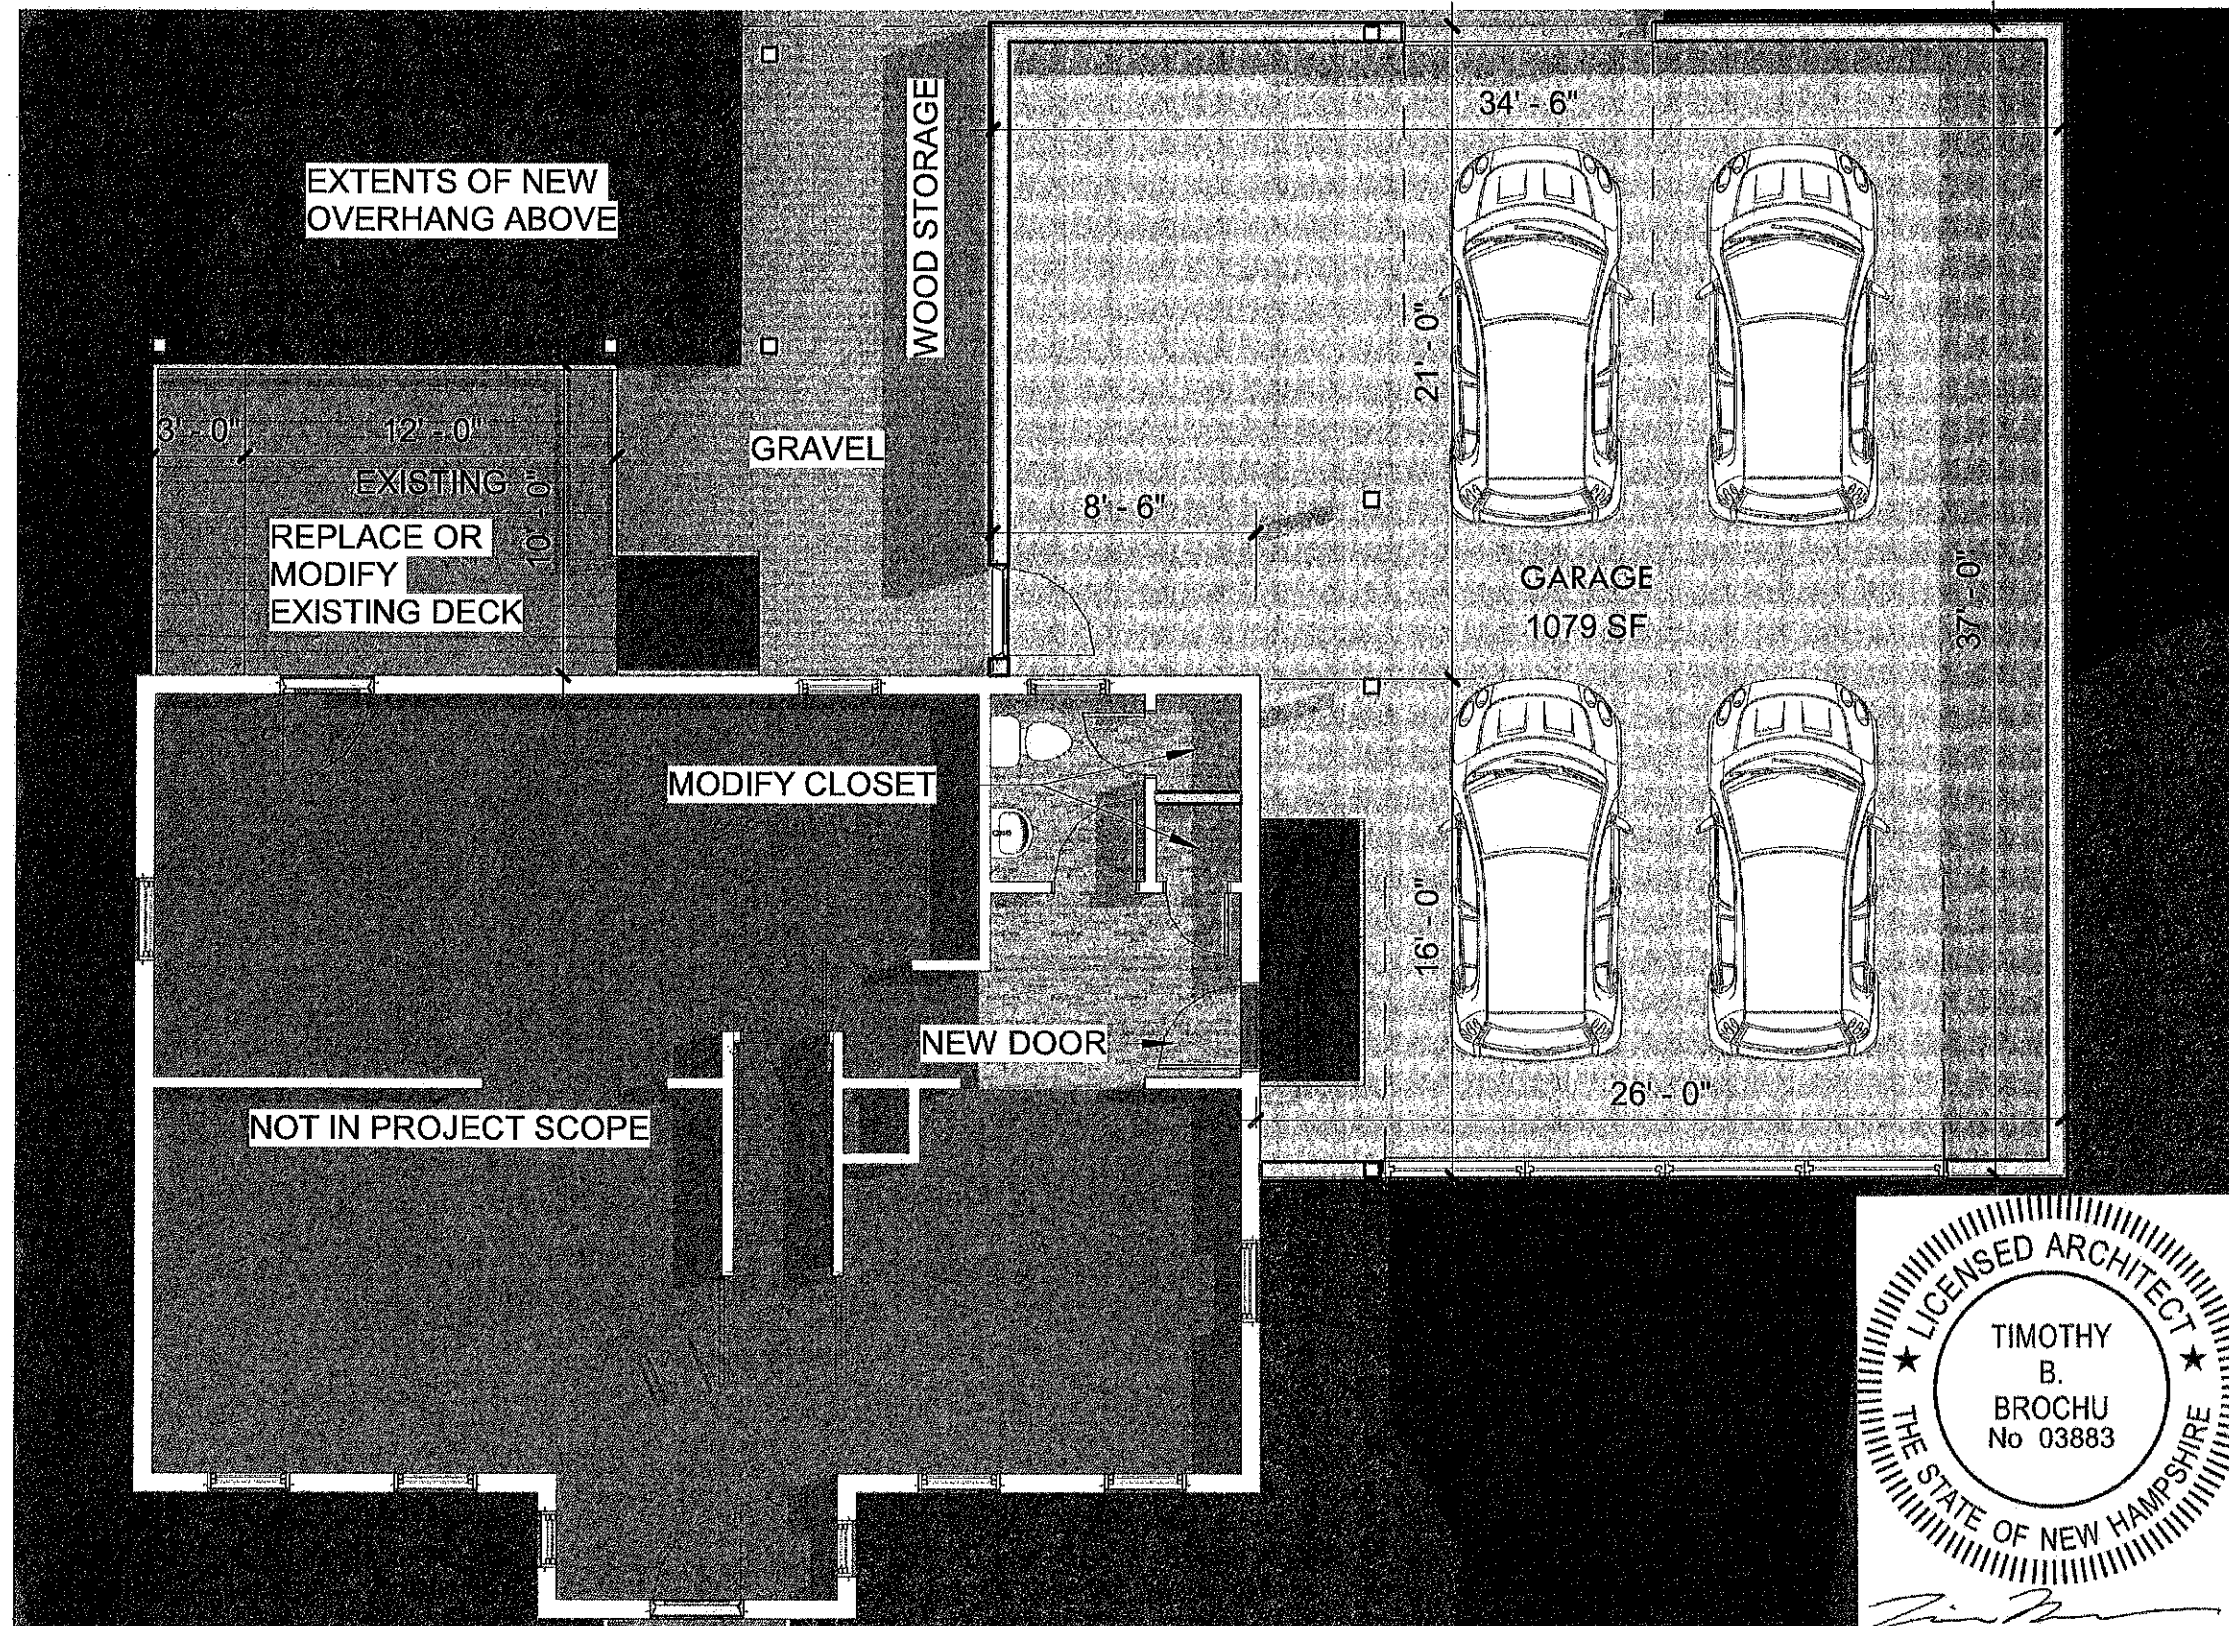 34' - 6"
WOOD STORAGE
EXTENTS OF NEW
OVERHANG ABOVE
21' - 0"
3' - 0"
12' - 0"
GRAVEL
EXISTING
10' - 0"
8' - 6"
REPLACE OR
MODIFY
EXISTING DECK
GARAGE
1079 SF
37' - 0"
MODIFY CLOSET
16' - 0"
NEW DOOR
26' - 0"
NOT IN PROJECT SCOPE
LICENSED ARCHITECT
TIMOTHY
B.
BROCHU
No 03883
THE STATE OF NEW HAMPSHIRE